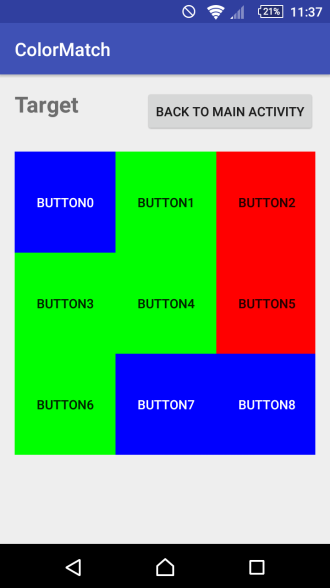 21% 11:37
ColorMatch
Target
BACK TO MAIN ACTIVITY
BUTTON0 BUTTON1 BUTTON2
BUTTON3 BUTTON4 BUTTON5
BUTTON6 BUTTON7 BUTTON8